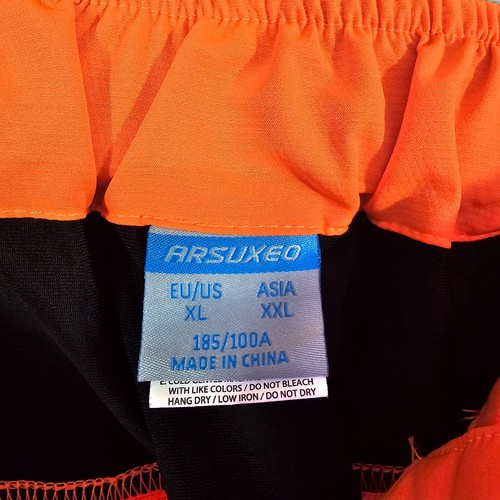 ARSUXEO
EU/US ASIA
XL XXL
185/100A
MADE IN CHINA
WITH LIKE COLORS / DO NOT BLEACH
HANG DRY / LOW IRON / DO NOT DRY